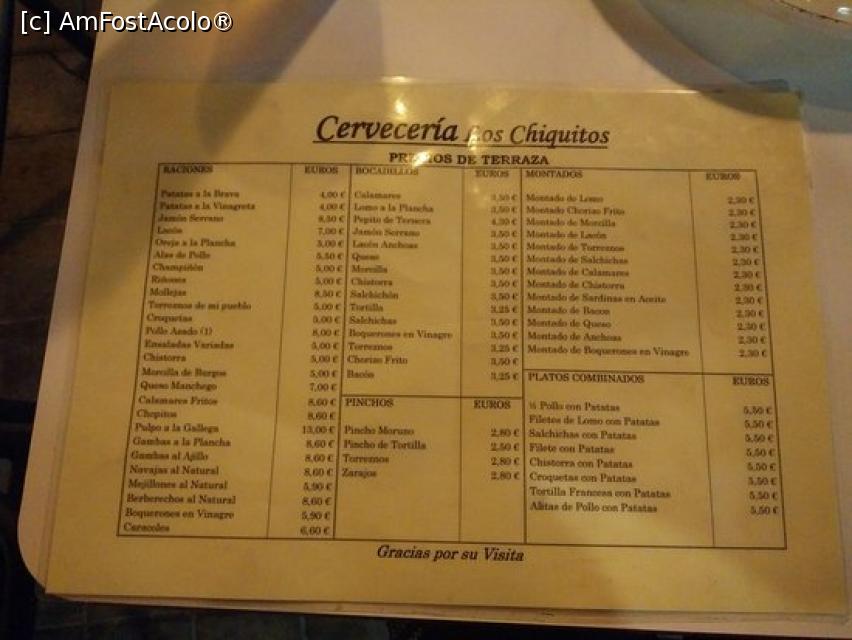 [c] AmFostAcolo®
Cervecería Los Chiquitos
PRECIOS DE TERRAZA
RACIONES EUROS
Patatas a la Brava 4,00 €
Patatas a la Vinagreta 4,00 €
Jamón Serrano 8,50 €
Lacón 7,00 €
Oreja a la Plancha 5,00 €
Alas de Pollo 5,50 €
Champiñón 5,00 €
Riñones 5,00 €
Mollejas 8,50 €
Torreznos de mi pueblo 5,00 €
Croquetas 5,00 €
Pollo Asado (1) 8,00 €
Ensaladas Variadas 5,00 €
Chistorra 5,00 €
Morcilla de Burgos 5,00 €
Queso Manchego 7,00 €
Calamares Fritos 8,60 €
Chopitos 8,60 €
Pulpo a la Gallega 13,00 €
Gambas a la Plancha 8,60 €
Gambas al Ajillo 8,60 €
Navajas al Natural 8,60 €
Mejillones al Natural 5,90 €
Berberechos al Natural 8,60 €
Boquerones en Vinagre 5,90 €
Caracoles 6,60 €
BOCADILLOS EUROS
Calamares 3,50 €
Lomo a la Plancha 3,50 €
Pepito de Ternera 4,30 €
Jamón Serrano 3,50 €
Lacón Anchoas 3,50 €
Queso 3,50 €
Morcilla 3,50 €
Chistorra 3,50 €
Salchichón 3,50 €
Tortilla 3,25 €
Salchichas 3,50 €
Boquerones en Vinagre 3,50 €
Torreznos 3,25 €
Chorizo Frito 3,50 €
Bacón 3,25 €
PINCHOS EUROS
Pincho Moruno 2,80 €
Pincho de Tortilla 2,50 €
Torreznos 2,80 €
Zarajos 2,80 €
MONTADOS EUROS
Montado de Lomo 2,30 €
Montado Chorizo Frito 2,30 €
Montado de Morcilla 2,30 €
Montado de Lacón 2,30 €
Montado de Torreznos 2,30 €
Montado de Salchichas 2,30 €
Montado de Calamares 2,30 €
Montado de Chistorra 2,30 €
Montado de Sardinas en Aceite 2,30 €
Montado de Bacon 2,30 €
Montado de Queso 2,30 €
Montado de Anchoas 2,30 €
Montado de Boquerones en Vinagre 2,30 €
PLATOS COMBINADOS EUROS
½ Pollo con Patatas 5,50 €
Filetes de Lomo con Patatas 5,50 €
Salchichas con Patatas 5,50 €
Filete con Patatas 5,50 €
Chistorra con Patatas 5,50 €
Croquetas con Patatas 5,50 €
Tortilla Francesa con Patatas 5,50 €
Alitas de Pollo con Patatas 5,50 €
Gracias por su Visita